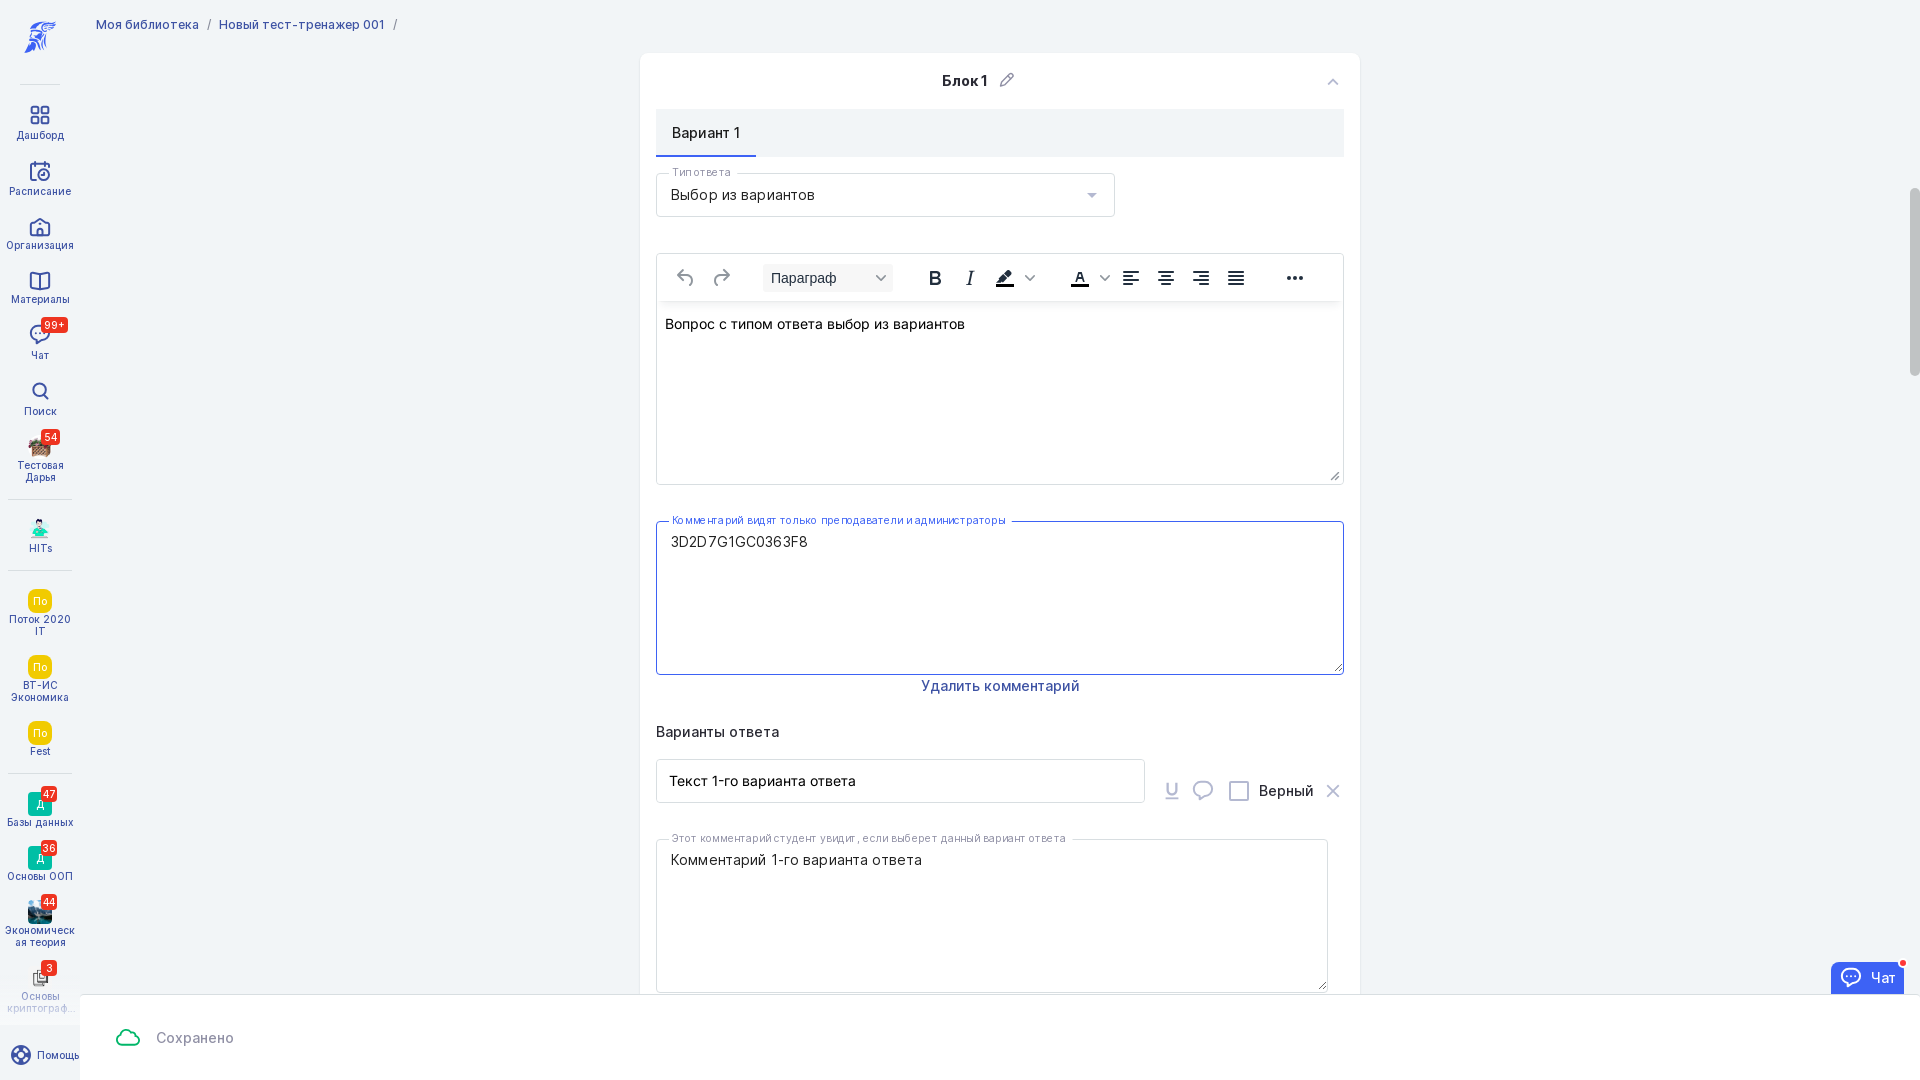 Моя библиотека / Новый тест-тренажер 001 /
Дашборд
Расписание
Организация
Материалы
99+
Чат
Поиск
54
Тестовая
Дарья
HITs
По
Поток 2020
IT
По
ВТ-ИС
Экономика
По
Fest
47
Д
Базы данных
36
Д
Основы ООП
44
Экономическ
ая теория
3
Основы
криптограф...
Помощь
Блок 1
Вариант 1
Тип ответа
Выбор из вариантов
Параграф
Вопрос с типом ответа выбор из вариантов
Комментарий видят только преподаватели и администраторы
3D2D7G1GC0363F8
Удалить комментарий
Варианты ответа
Текст 1-го варианта ответа
Верный
Этот комментарий студент увидит, если выберет данный вариант ответа
Комментарий 1-го варианта ответа
Чат
Сохранено